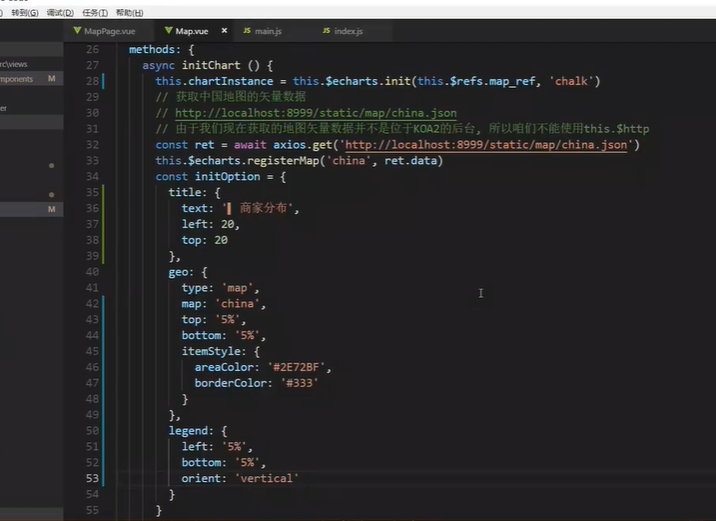 转到(G) 调试(D) 任务(T) 帮助(H)
MapPage.vue Map.vue × JS main.js JS index.js
rc\views
mponents M
er
M
26 methods: {
27 async initChart () {
28 this.chartInstance = this.$echarts.init(this.$refs.map_ref, 'chalk')
29 // 获取中国地图的矢量数据
30 // http://localhost:8999/static/map/china.json
31 // 由于我们现在获取的地图矢量数据并不是位于KOA2的后台, 所以咱们不能使用this.$http
32 const ret = await axios.get('http://localhost:8999/static/map/china.json')
33 this.$echarts.registerMap('china', ret.data)
34 const initOption = {
35 title: {
36 text: '▎ 商家分布',
37 left: 20,
38 top: 20
39 },
40 geo: {
41 type: 'map',
42 map: 'china',
43 top: '5%',
44 bottom: '5%',
45 itemStyle: {
46 areaColor: '#2E72BF',
47 borderColor: '#333'
48 }
49 },
50 legend: {
51 left: '5%',
52 bottom: '5%',
53 orient: 'vertical'
54 }
55 }